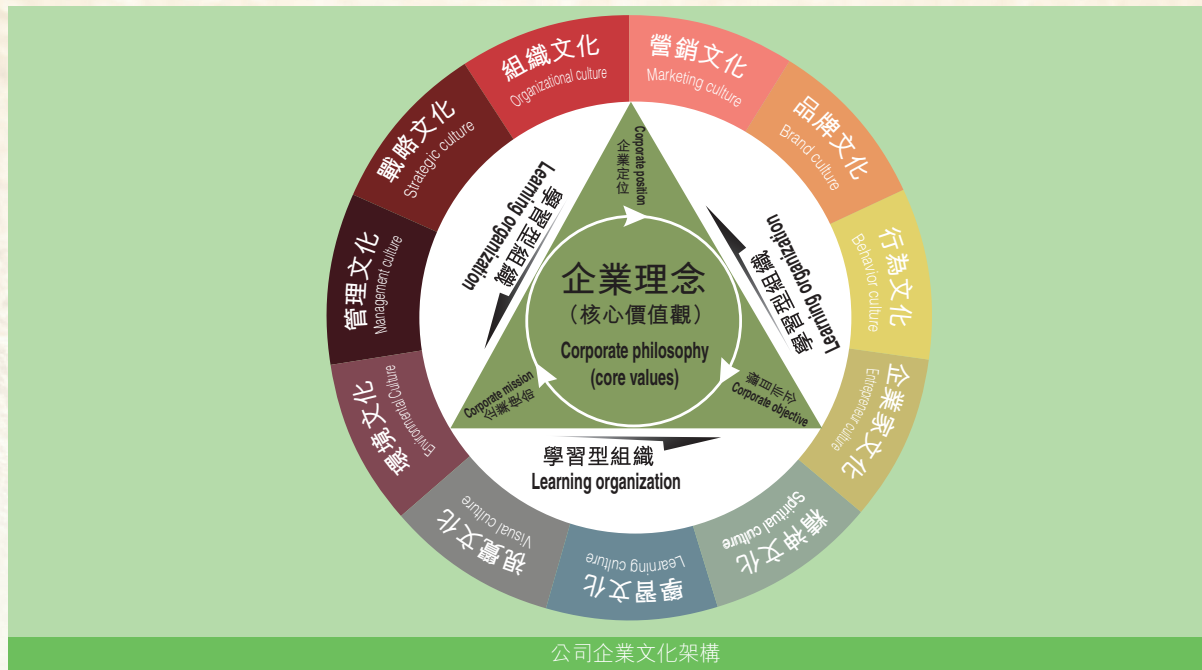 組織文化
Organizational culture
營銷文化
Marketing culture
品牌文化
Brand culture
行為文化
Behavior culture
企業家文化
Entrepreneur culture
精神文化
Spiritual culture
學習文化
Learning culture
視覺文化
Visual culture
環境文化
Environmental Culture
管理文化
Management culture
戰略文化
Strategic culture
學習型組織
Learning organization
學習型組織
Learning organization
學習型組織
Learning organization
Corporate position
企業定位
企業理念
（核心價值觀）
Corporate philosophy
(core values)
Corporate mission
企業使命
企业目標
Corporate objective
公司企業文化架構